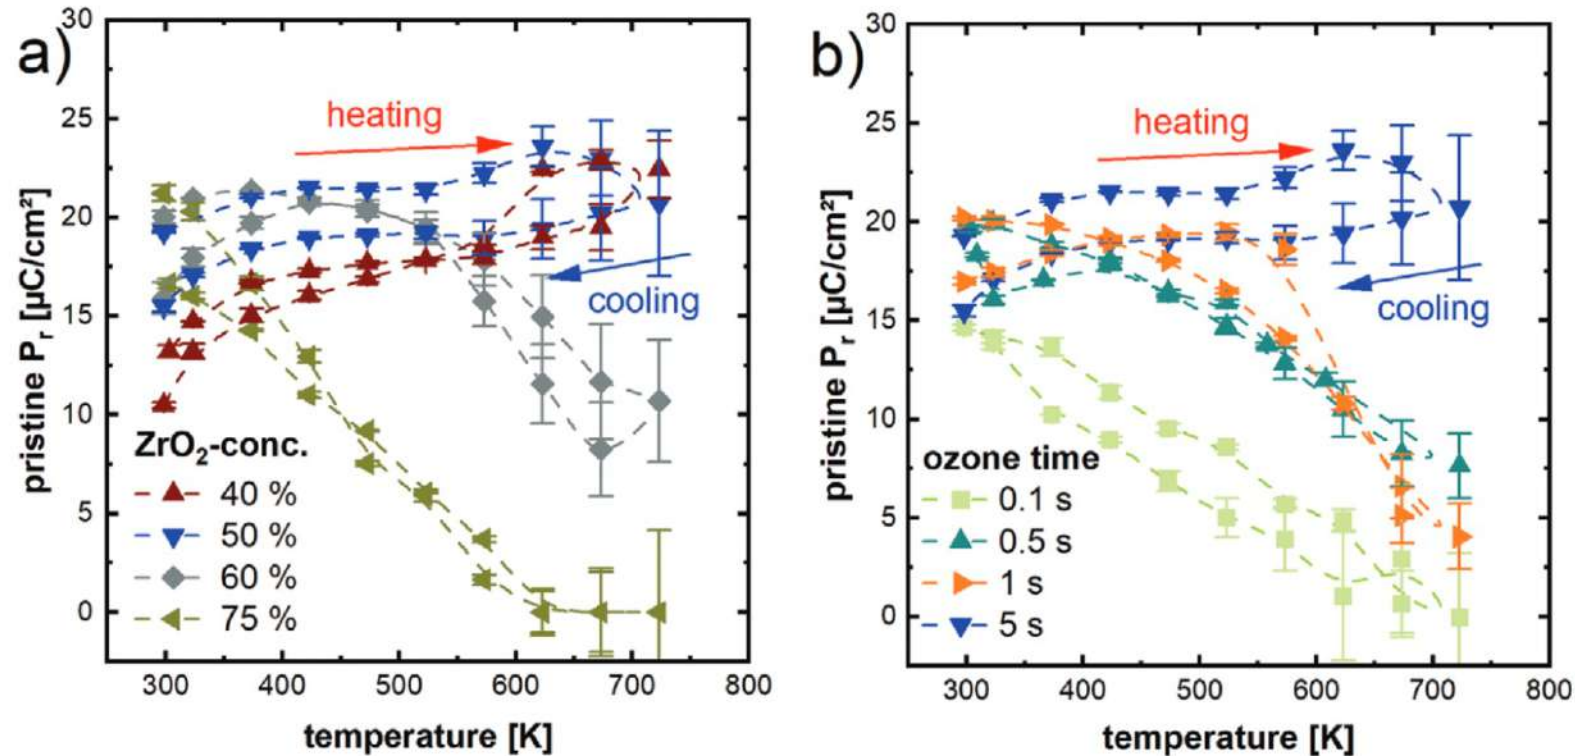 a)
30
25
20
15
10
5
0
pristine Pᵣ [µC/cm²]
heating
cooling
ZrO₂-conc.
40 %
50 %
60 %
75 %
300 400 500 600 700 800
temperature [K]
b)
30
25
20
15
10
5
0
pristine Pᵣ [µC/cm²]
heating
cooling
ozone time
0.1 s
0.5 s
1 s
5 s
300 400 500 600 700 800
temperature [K]